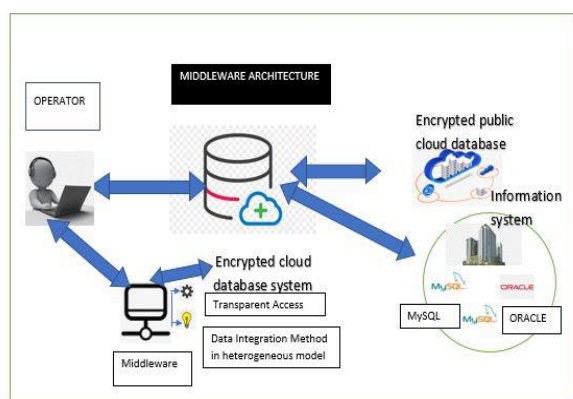 MIDDLEWARE ARCHITECTURE
OPERATOR
Encrypted public
cloud database
Information
system
Encrypted cloud
database system
Transparent Access
Data Integration Method
in heterogeneous model
Middleware
MySQL
ORACLE
MySQL
MySQL
ORACLE